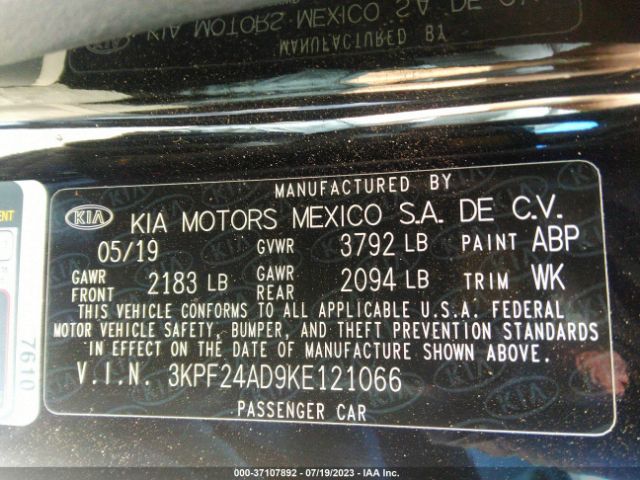 KIA MOTORS MEXICO S.A. DE C.V.
MANUFACTURED BY
MANUFACTURED BY
KIA KIA MOTORS MEXICO S.A. DE C.V.
05/19 GVWR 3792 LB PAINT ABP
GAWR FRONT 2183 LB GAWR REAR 2094 LB TRIM WK
THIS VEHICLE CONFORMS TO ALL APPLICABLE U.S.A. FEDERAL
MOTOR VEHICLE SAFETY, BUMPER, AND THEFT PREVENTION STANDARDS
IN EFFECT ON THE DATE OF MANUFACTURE SHOWN ABOVE.
V.I.N. 3KPF24AD9KE121066
PASSENGER CAR
7610
000-37107892 - 07/19/2023 - IAA Inc.